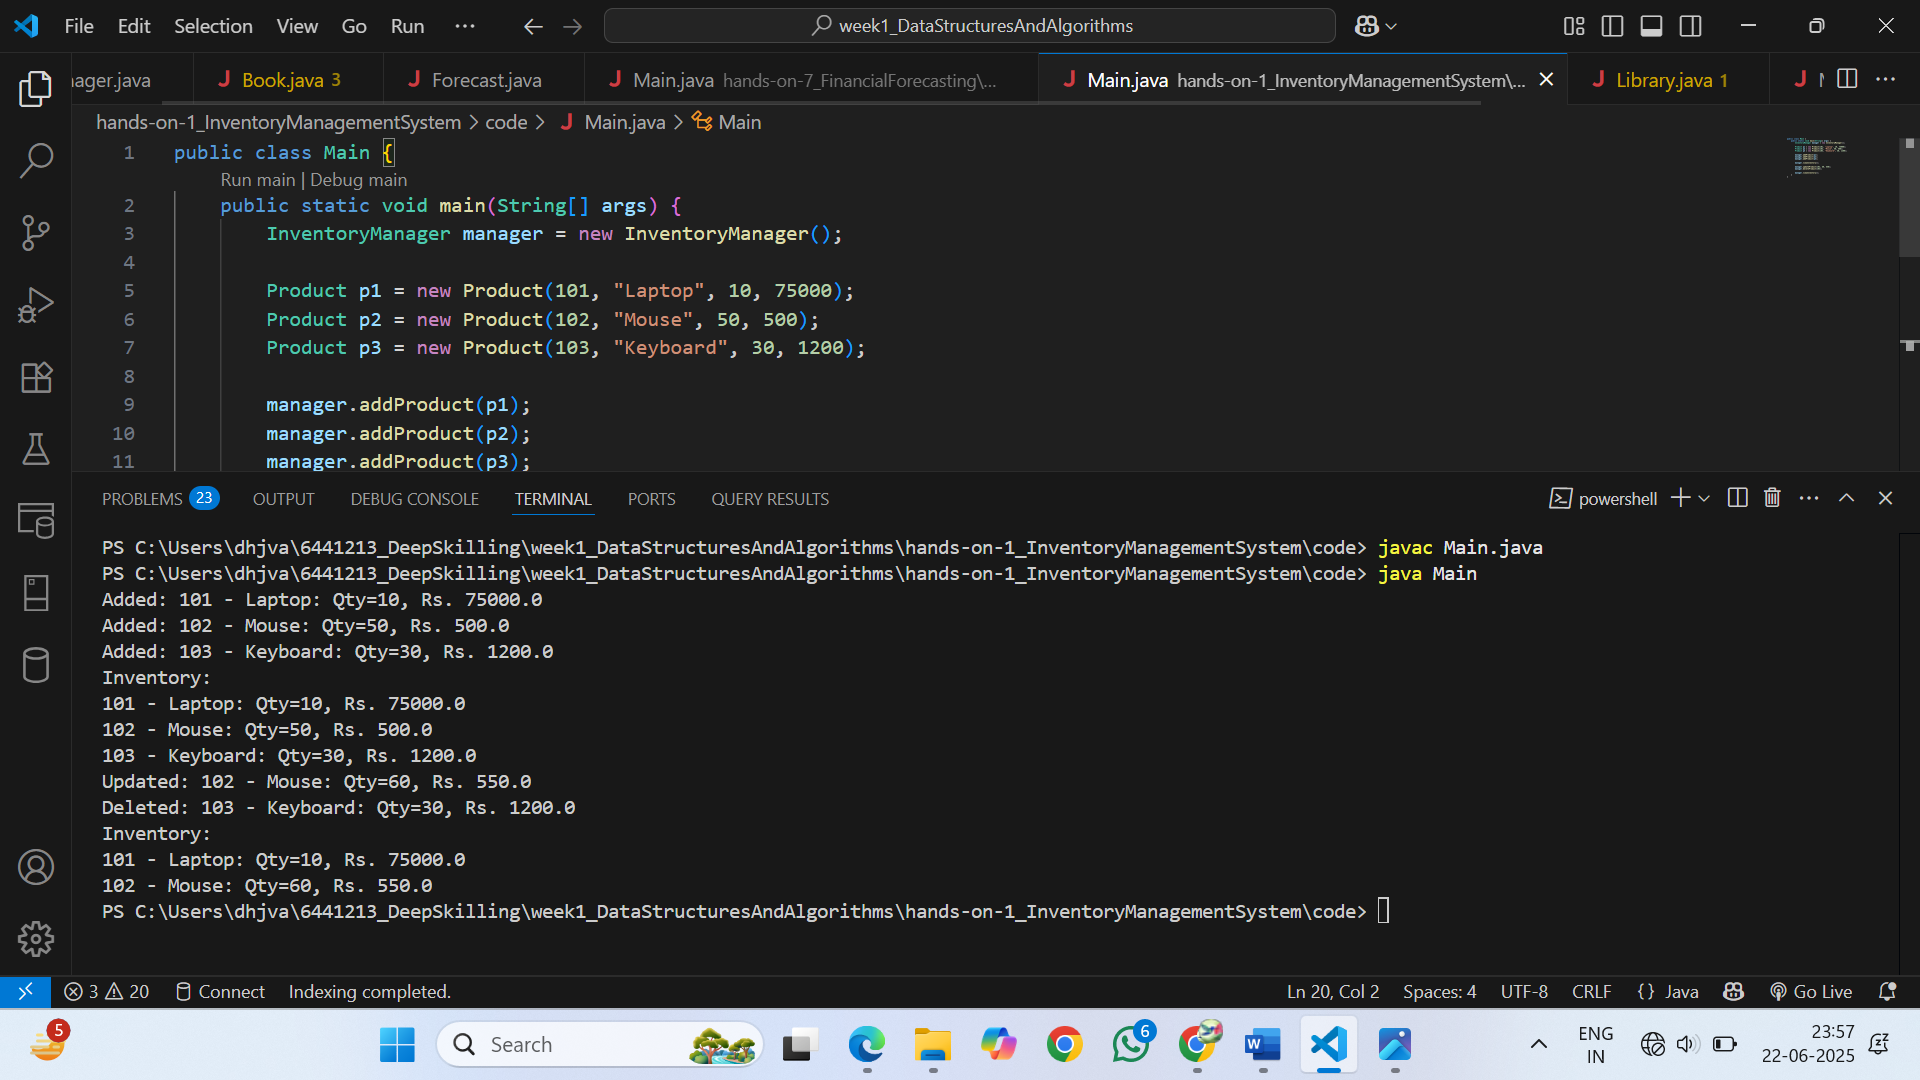 File Edit Selection View Go Run ··· week1_DataStructuresAndAlgorithms
ager.java Book.java 3 Forecast.java Main.java hands-on-7_FinancialForecasting\... Main.java hands-on-1_InventoryManagementSystem\... Library.java 1
hands-on-1_InventoryManagementSystem > code > Main.java > Main
1 public class Main {
Run main | Debug main
2 public static void main(String[] args) {
3 InventoryManager manager = new InventoryManager();
4
5 Product p1 = new Product(101, "Laptop", 10, 75000);
6 Product p2 = new Product(102, "Mouse", 50, 500);
7 Product p3 = new Product(103, "Keyboard", 30, 1200);
8
9 manager.addProduct(p1);
10 manager.addProduct(p2);
11 manager.addProduct(p3);
PROBLEMS 23 OUTPUT DEBUG CONSOLE TERMINAL PORTS QUERY RESULTS powershell
PS C:\Users\dhjva\6441213_DeepSkilling\week1_DataStructuresAndAlgorithms\hands-on-1_InventoryManagementSystem\code> javac Main.java
PS C:\Users\dhjva\6441213_DeepSkilling\week1_DataStructuresAndAlgorithms\hands-on-1_InventoryManagementSystem\code> java Main
Added: 101 - Laptop: Qty=10, Rs. 75000.0
Added: 102 - Mouse: Qty=50, Rs. 500.0
Added: 103 - Keyboard: Qty=30, Rs. 1200.0
Inventory:
101 - Laptop: Qty=10, Rs. 75000.0
102 - Mouse: Qty=50, Rs. 500.0
103 - Keyboard: Qty=30, Rs. 1200.0
Updated: 102 - Mouse: Qty=60, Rs. 550.0
Deleted: 103 - Keyboard: Qty=30, Rs. 1200.0
Inventory:
101 - Laptop: Qty=10, Rs. 75000.0
102 - Mouse: Qty=60, Rs. 550.0
PS C:\Users\dhjva\6441213_DeepSkilling\week1_DataStructuresAndAlgorithms\hands-on-1_InventoryManagementSystem\code>
3 20 Connect Indexing completed. Ln 20, Col 2 Spaces: 4 UTF-8 CRLF {} Java Go Live
5 Search 6 ENG 23:57
IN 22-06-2025